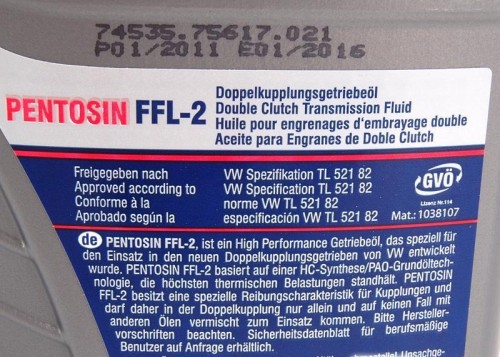 74535.75617.021
P01/2011 E01/2016
PENTOSIN FFL-2
Doppelkupplungsgetriebeöl
Double Clutch Transmission Fluid
Huile pour engrenages d'embrayage double
Aceite para Engranes de Doble Clutch
Freigegeben nach VW Spezifikation TL 521 82
Approved according to VW Specification TL 521 82
Conforme à la norme VW TL 521 82
Aprobado según la especificación VW TL 521 82
GVÖ
Lizenz Nr.114
Mat.: 1038107
de PENTOSIN FFL-2, ist ein High Performance Getriebeöl, das speziell für
den Einsatz in den neuen Doppelkupplungsgetrieben von VW entwickelt
wurde. PENTOSIN FFL-2 basiert auf einer HC-Synthese/PAO-Grundöltech-
nologie, die höchsten thermischen Belastungen standhält. PENTOSIN
FFL-2 besitzt eine spezielle Reibungscharakteristik für Kupplungen und
darf daher in der Doppelkupplung nur allein und auf keinen Fall mit
anderen Ölen vermischt zum Einsatz kommen. Bitte Hersteller-
vorschriften beachten. Sicherheitsdatenblatt für berufsmäßige
Benutzer auf Anfrage erhältlich.